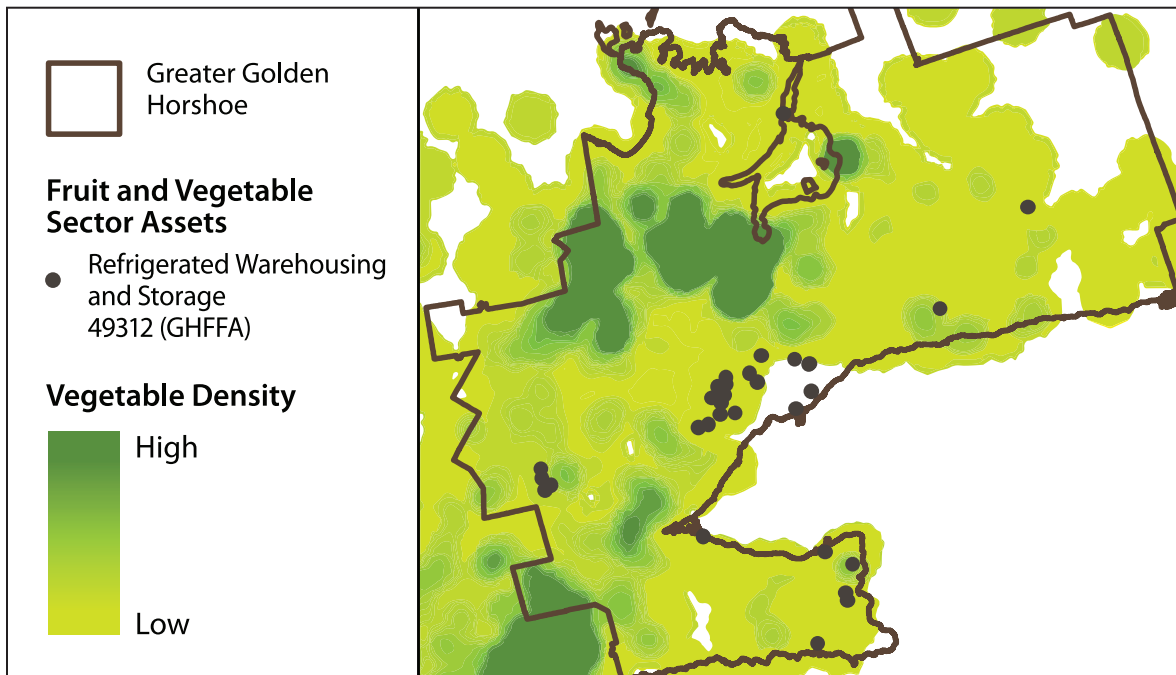 Greater Golden
Horshoe
Fruit and Vegetable
Sector Assets
Refrigerated Warehousing
and Storage
49312 (GHFFA)
Vegetable Density
High
Low